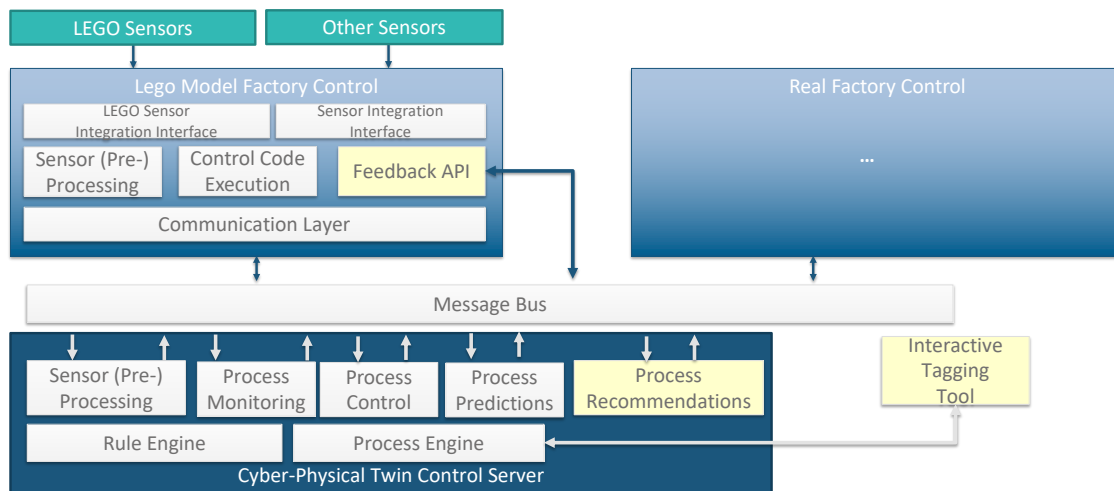 LEGO Sensors
Other Sensors
Lego Model Factory Control
Real Factory Control
LEGO Sensor
Integration Interface
Sensor Integration
Interface
Sensor (Pre-)
Processing
Control Code
Execution
Feedback API
...
Communication Layer
Message Bus
Sensor (Pre-)
Processing
Process
Monitoring
Process
Control
Process
Predictions
Process
Recommendations
Interactive
Tagging
Tool
Rule Engine
Process Engine
Cyber-Physical Twin Control Server